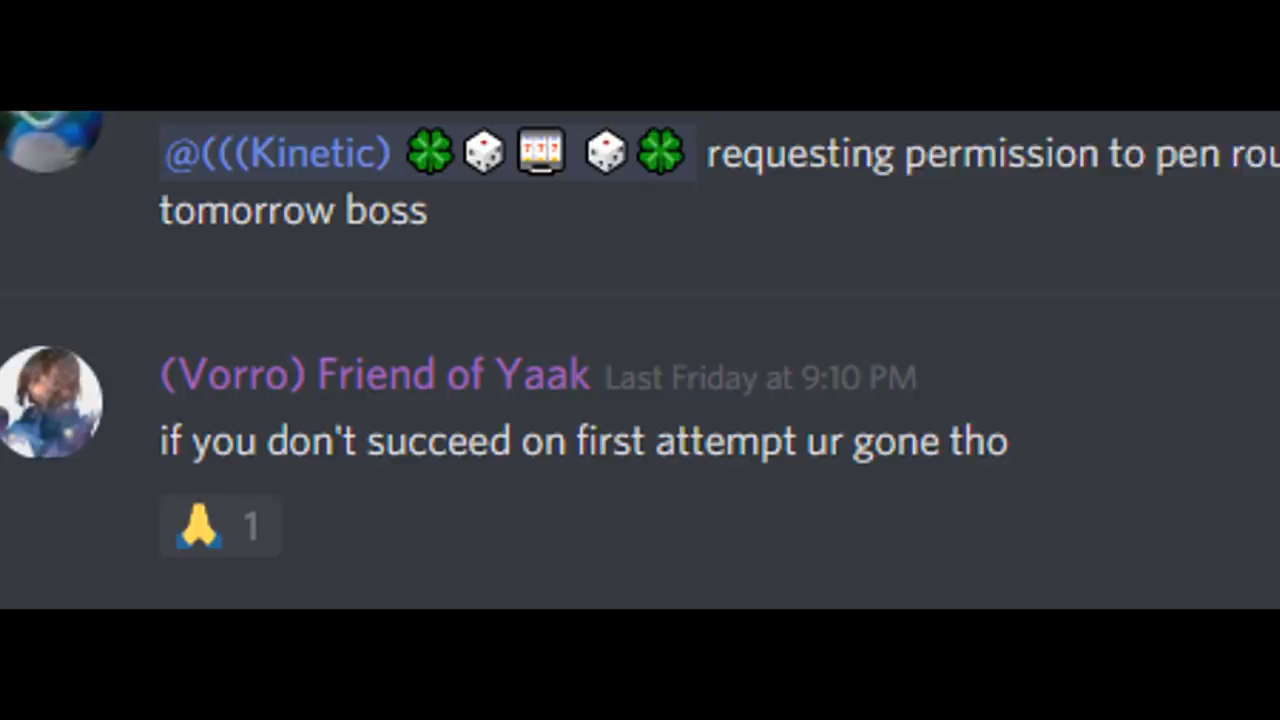 @(((Kinetic) 🍀🎲🎰🎲🍀 requesting permission to pen
tomorrow boss
(Vorro) Friend of Yaak Last Friday at 9:10 PM
if you don't succeed on first attempt ur gone tho
🙏 1